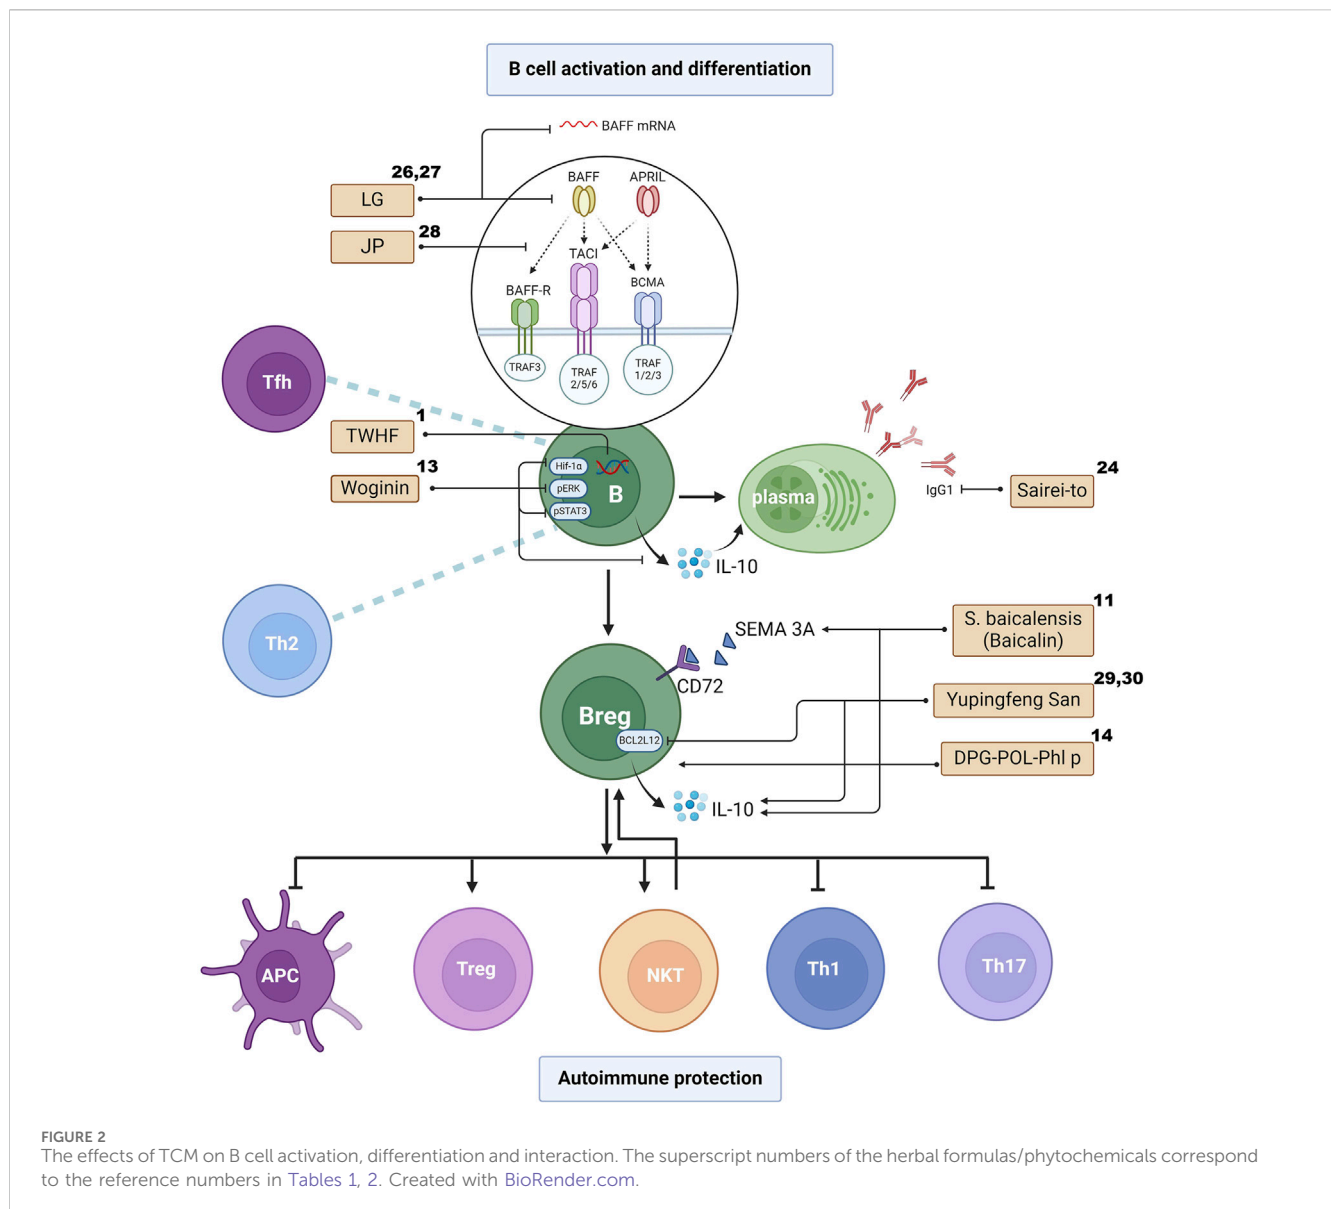 B cell activation and differentiation
BAFF mRNA
26,27
LG
28
JP
BAFF
APRIL
TACI
BAFF-R
BCMA
TRAF3
TRAF
2/5/6
TRAF
1/2/3
Tfh
1
TWHF
13
Woginin
Hif-1α
pERK
pSTAT3
B
plasma
IgG1
24
Sairei-to
IL-10
Th2
11
S. baicalensis
(Baicalin)
SEMA 3A
CD72
29,30
Yupingfeng San
Breg
BCL2L12
14
DPG-POL-Phl p
IL-10
APC
Treg
NKT
Th1
Th17
Autoimmune protection
FIGURE 2
The effects of TCM on B cell activation, differentiation and interaction. The superscript numbers of the herbal formulas/phytochemicals correspond
to the reference numbers in Tables 1, 2. Created with BioRender.com.